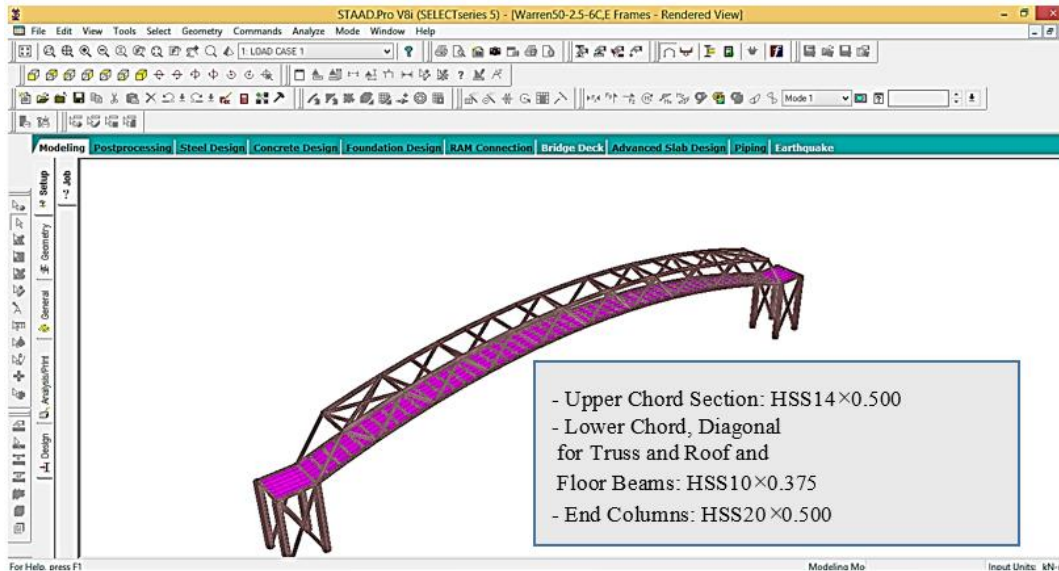 STAAD.Pro V8i (SELECTseries 5) - [Warren50-2.5-6C,E Frames - Rendered View]
File Edit View Tools Select Geometry Commands Analyze Mode Window Help
1: LOAD CASE 1
Mode 1
Modeling Postprocessing Steel Design Concrete Design Foundation Design RAM Connection Bridge Deck Advanced Slab Design Piping Earthquake
Setup
Job
Geometry
General
Analysis/Print
Design
- Upper Chord Section: HSS14×0.500
- Lower Chord, Diagonal
for Truss and Roof and
Floor Beams: HSS10×0.375
- End Columns: HSS20×0.500
For Help, press F1
Modeling Mo
Input Units: kN-